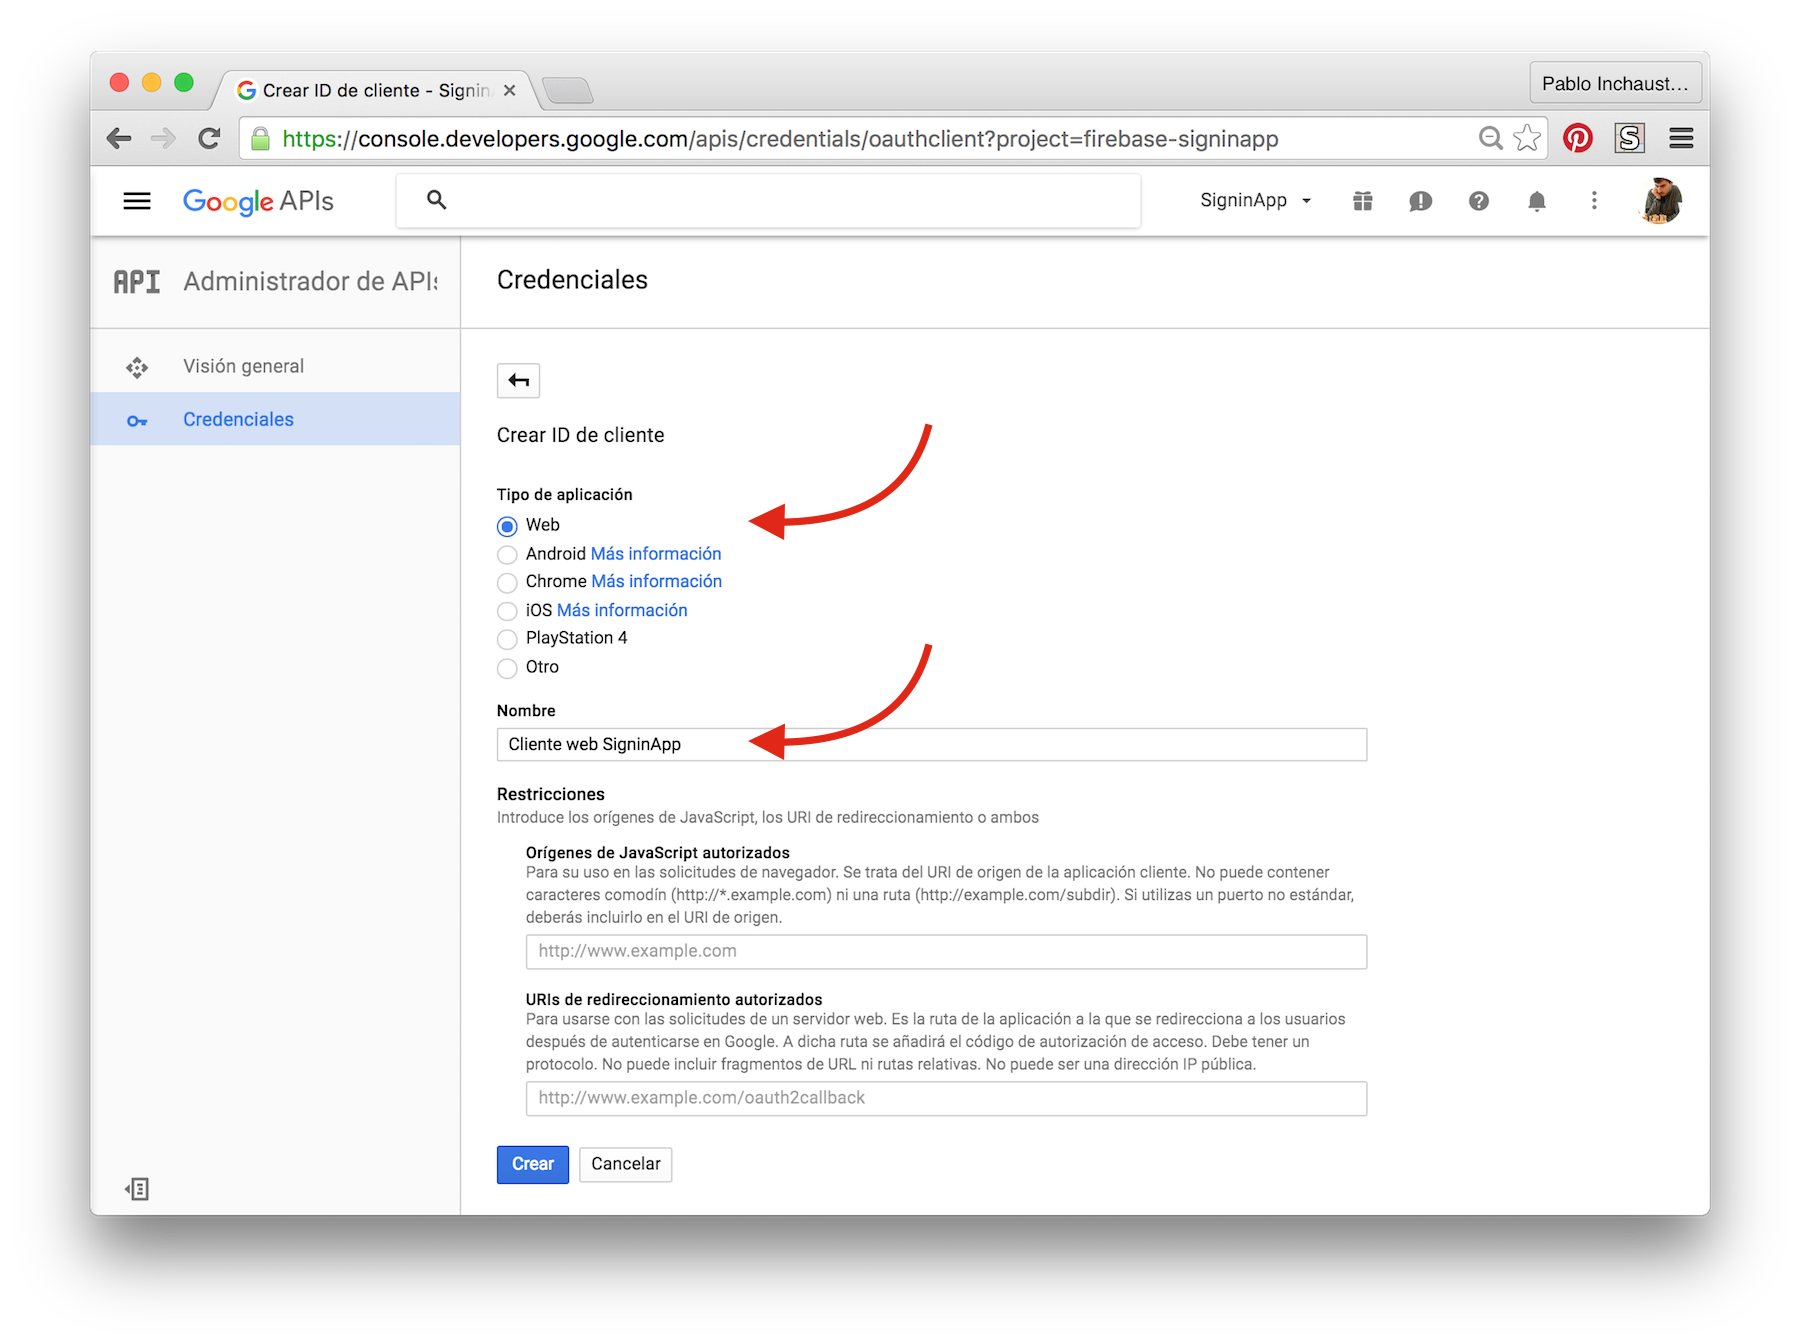 Crear ID de cliente - Signin
Pablo Inchaust...
https://console.developers.google.com/apis/credentials/oauthclient?project=firebase-signinapp
Google APIs
SigninApp
API Administrador de APIs
Credenciales
Visión general
Credenciales
Crear ID de cliente
Tipo de aplicación
Web
Android Más información
Chrome Más información
iOS Más información
PlayStation 4
Otro
Nombre
Cliente web SigninApp
Restricciones
Introduce los orígenes de JavaScript, los URI de redireccionamiento o ambos
Orígenes de JavaScript autorizados
Para su uso en las solicitudes de navegador. Se trata del URI de origen de la aplicación cliente. No puede contener
caracteres comodín (http://*.example.com) ni una ruta (http://example.com/subdir). Si utilizas un puerto no estándar,
deberás incluirlo en el URI de origen.
http://www.example.com
URIs de redireccionamiento autorizados
Para usarse con las solicitudes de un servidor web. Es la ruta de la aplicación a la que se redirecciona a los usuarios
después de autenticarse en Google. A dicha ruta se añadirá el código de autorización de acceso. Debe tener un
protocolo. No puede incluir fragmentos de URL ni rutas relativas. No puede ser una dirección IP pública.
http://www.example.com/oauth2callback
Crear
Cancelar